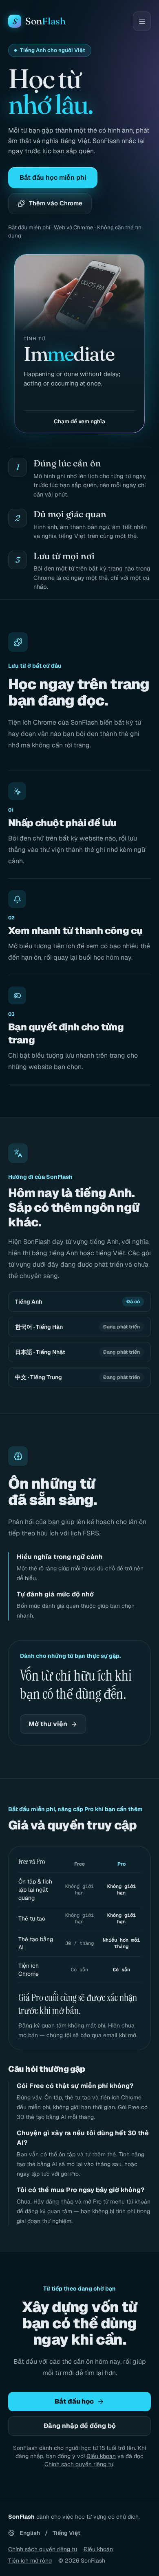 S SonFlash
Tiếng Anh cho người Việt
Học từ
nhớ lâu.
Mỗi từ bạn gặp thành một thẻ có hình ảnh, phát
âm thật và nghĩa tiếng Việt. SonFlash nhắc lại
ngay trước lúc bạn sắp quên.
Bắt đầu học miễn phí
Thêm vào Chrome
Bắt đầu miễn phí · Web và Chrome · Không cần thẻ tín
dụng
TÍNH TỪ
Immediate
Happening or done without delay;
acting or occurring at once.
Chạm để xem nghĩa
1
Đúng lúc cần ôn
Mô hình ghi nhớ lên lịch cho từng thẻ ngay
trước lúc bạn sắp quên, nên mỗi ngày chỉ
cần vài phút.
2
Đủ mọi giác quan
Hình ảnh, âm thanh bản ngữ, âm tiết nhấn
và nghĩa tiếng Việt trên cùng một thẻ.
3
Lưu từ mọi nơi
Bôi đen một từ trên bất kỳ trang nào trong
Chrome là có ngay một thẻ, chỉ với một cú
nhấp.
Lưu từ ở bất cứ đâu
Học ngay trên trang
bạn đang đọc.
Tiện ích Chrome của SonFlash biến bất kỳ từ
hay đoạn văn nào bạn bôi đen thành thẻ ghi
nhớ mà không cần rời trang.
01
Nhấp chuột phải để lưu
Bôi đen chữ trên bất kỳ website nào, rồi lưu
thẳng vào thư viện thành thẻ ghi nhớ kèm ngữ
cảnh.
02
Xem nhanh từ thanh công cụ
Mở biểu tượng tiện ích để xem có bao nhiêu thẻ
đến hạn ôn, rồi quay lại buổi học hôm nay.
03
Bạn quyết định cho từng
trang
Chỉ bật biểu tượng lưu nhanh trên trang cho
những website bạn chọn.
Hướng đi của SonFlash
Hôm nay là tiếng Anh.
Sắp có thêm ngôn ngữ
khác.
Hiện SonFlash dạy từ vựng tiếng Anh, với nghĩa
hiển thị bằng tiếng Anh hoặc tiếng Việt. Các gói
từ vựng dưới đây đang được phát triển và chưa
thể chuyển sang.
Tiếng Anh
Đã có
한국어 · Tiếng Hàn
Đang phát triển
日本語 · Tiếng Nhật
Đang phát triển
中文 · Tiếng Trung
Đang phát triển
Ôn những từ
đã sẵn sàng.
Phản hồi của bạn giúp lên kế hoạch cho lần ôn
tiếp theo hữu ích với lịch FSRS.
Hiểu nghĩa trong ngữ cảnh
Một thẻ rõ ràng giúp mỗi từ có đủ chỗ để trở nên
dễ hiểu.
Tự đánh giá mức độ nhớ
Bốn mức đánh giá quen thuộc giúp bạn chọn
nhanh.
Dành cho những từ bạn thực sự gặp.
Vốn từ chỉ hữu ích khi
bạn có thể dùng đến.
Mở thư viện →
Bắt đầu miễn phí, nâng cấp Pro khi bạn cần thêm
Giá và quyền truy cập
Free và Pro
Free
Pro
Ôn tập & lịch
lặp lại ngắt
quãng
Không giới
hạn
Không giới
hạn
Thẻ tự tạo
Không giới
hạn
Không giới
hạn
Thẻ tạo bằng
AI
30 / tháng
Nhiều hơn mỗi
tháng
Tiện ích
Chrome
Có sẵn
Có sẵn
Giá Pro cuối cùng sẽ được xác nhận
trước khi mở bán.
Đăng ký quan tâm không mất phí. Hiện chưa
mở bán — chúng tôi sẽ báo qua email khi mở.
Câu hỏi thường gặp
Gói Free có thật sự miễn phí không?
Đúng vậy. Ôn tập, thẻ tự tạo và tiện ích Chrome
đều miễn phí, không giới hạn thời gian. Gói Free có
30 thẻ tạo bằng AI mỗi tháng.
Chuyện gì xảy ra nếu tôi dùng hết 30 thẻ
AI?
Bạn vẫn có thể ôn tập và tự thêm thẻ. Tính năng
tạo thẻ bằng AI sẽ mở lại vào tháng sau, hoặc
ngay lập tức với gói Pro.
Tôi có thể mua Pro ngay bây giờ không?
Chưa. Hãy đăng nhập và mở Pro từ menu tài khoản
để đăng ký quan tâm — bạn không bị tính phí trong
giai đoạn thử nghiệm.
Từ tiếp theo đang chờ bạn
Xây dựng vốn từ
bạn có thể dùng
ngay khi cần.
Bắt đầu với các thẻ cần ôn hôm nay, rồi giúp
mỗi từ mới dễ tìm lại hơn.
Bắt đầu học →
Đăng nhập để đồng bộ
SonFlash dành cho người học từ 18 tuổi trở lên. Khi
đăng nhập, bạn đồng ý với Điều khoản và đã đọc
Chính sách quyền riêng tư.
SonFlash dành cho việc học từ vựng có chủ đích.
English / Tiếng Việt
Chính sách quyền riêng tư Điều khoản
Tiện ích mở rộng © 2026 SonFlash